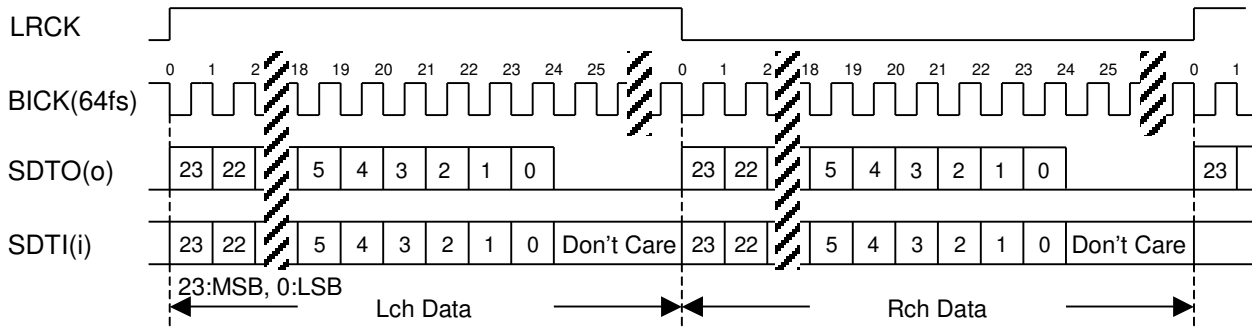 LRCK
0 1 2 18 19 20 21 22 23 24 25 0 1 2 18 19 20 21 22 23 24 25 0 1
BICK(64fs)
SDTO(o) 23 22 5 4 3 2 1 0 23 22 5 4 3 2 1 0 23
SDTI(i) 23 22 5 4 3 2 1 0 Don't Care 23 22 5 4 3 2 1 0 Don't Care
23:MSB, 0:LSB
Lch Data Rch Data